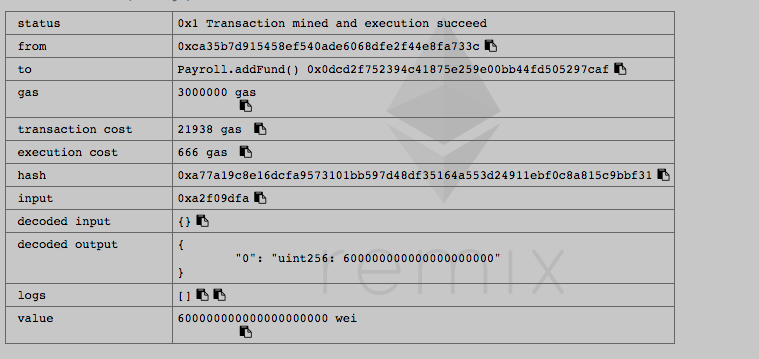 status 0x1 Transaction mined and execution succeed
from 0xca35b7d915458ef540ade6068dfe2f44e8fa733c
to Payroll.addFund() 0x0dcd2f752394c41875e259e00bb44fd505297caf
gas 3000000 gas
transaction cost 21938 gas
execution cost 666 gas
hash 0xa77a19c8e16dcfa9573101bb597d48df35164a553d24911ebf0c8a815c9bbf31
input 0xa2f09dfa
decoded input {}
decoded output {
"0": "uint256: 600000000000000000000"
}
remix
logs []
value 600000000000000000000 wei